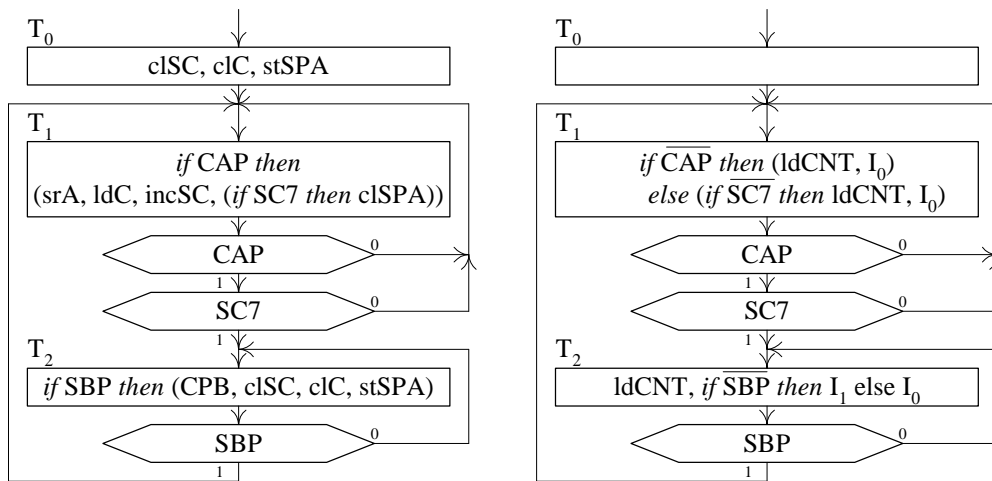 T0
clSC, clC, stSPA
T1
if CAP then
(srA, ldC, incSC, (if SC7 then clSPA))
CAP
0
1
SC7
0
1
T2
if SBP then (CPB, clSC, clC, stSPA)
SBP
0
1
T0
T1
if C̅A̅P̅ then (ldCNT, I0)
else (if S̅C̅7̅ then ldCNT, I0)
CAP
0
1
SC7
0
1
T2
ldCNT, if S̅B̅P̅ then I1 else I0
SBP
0
1